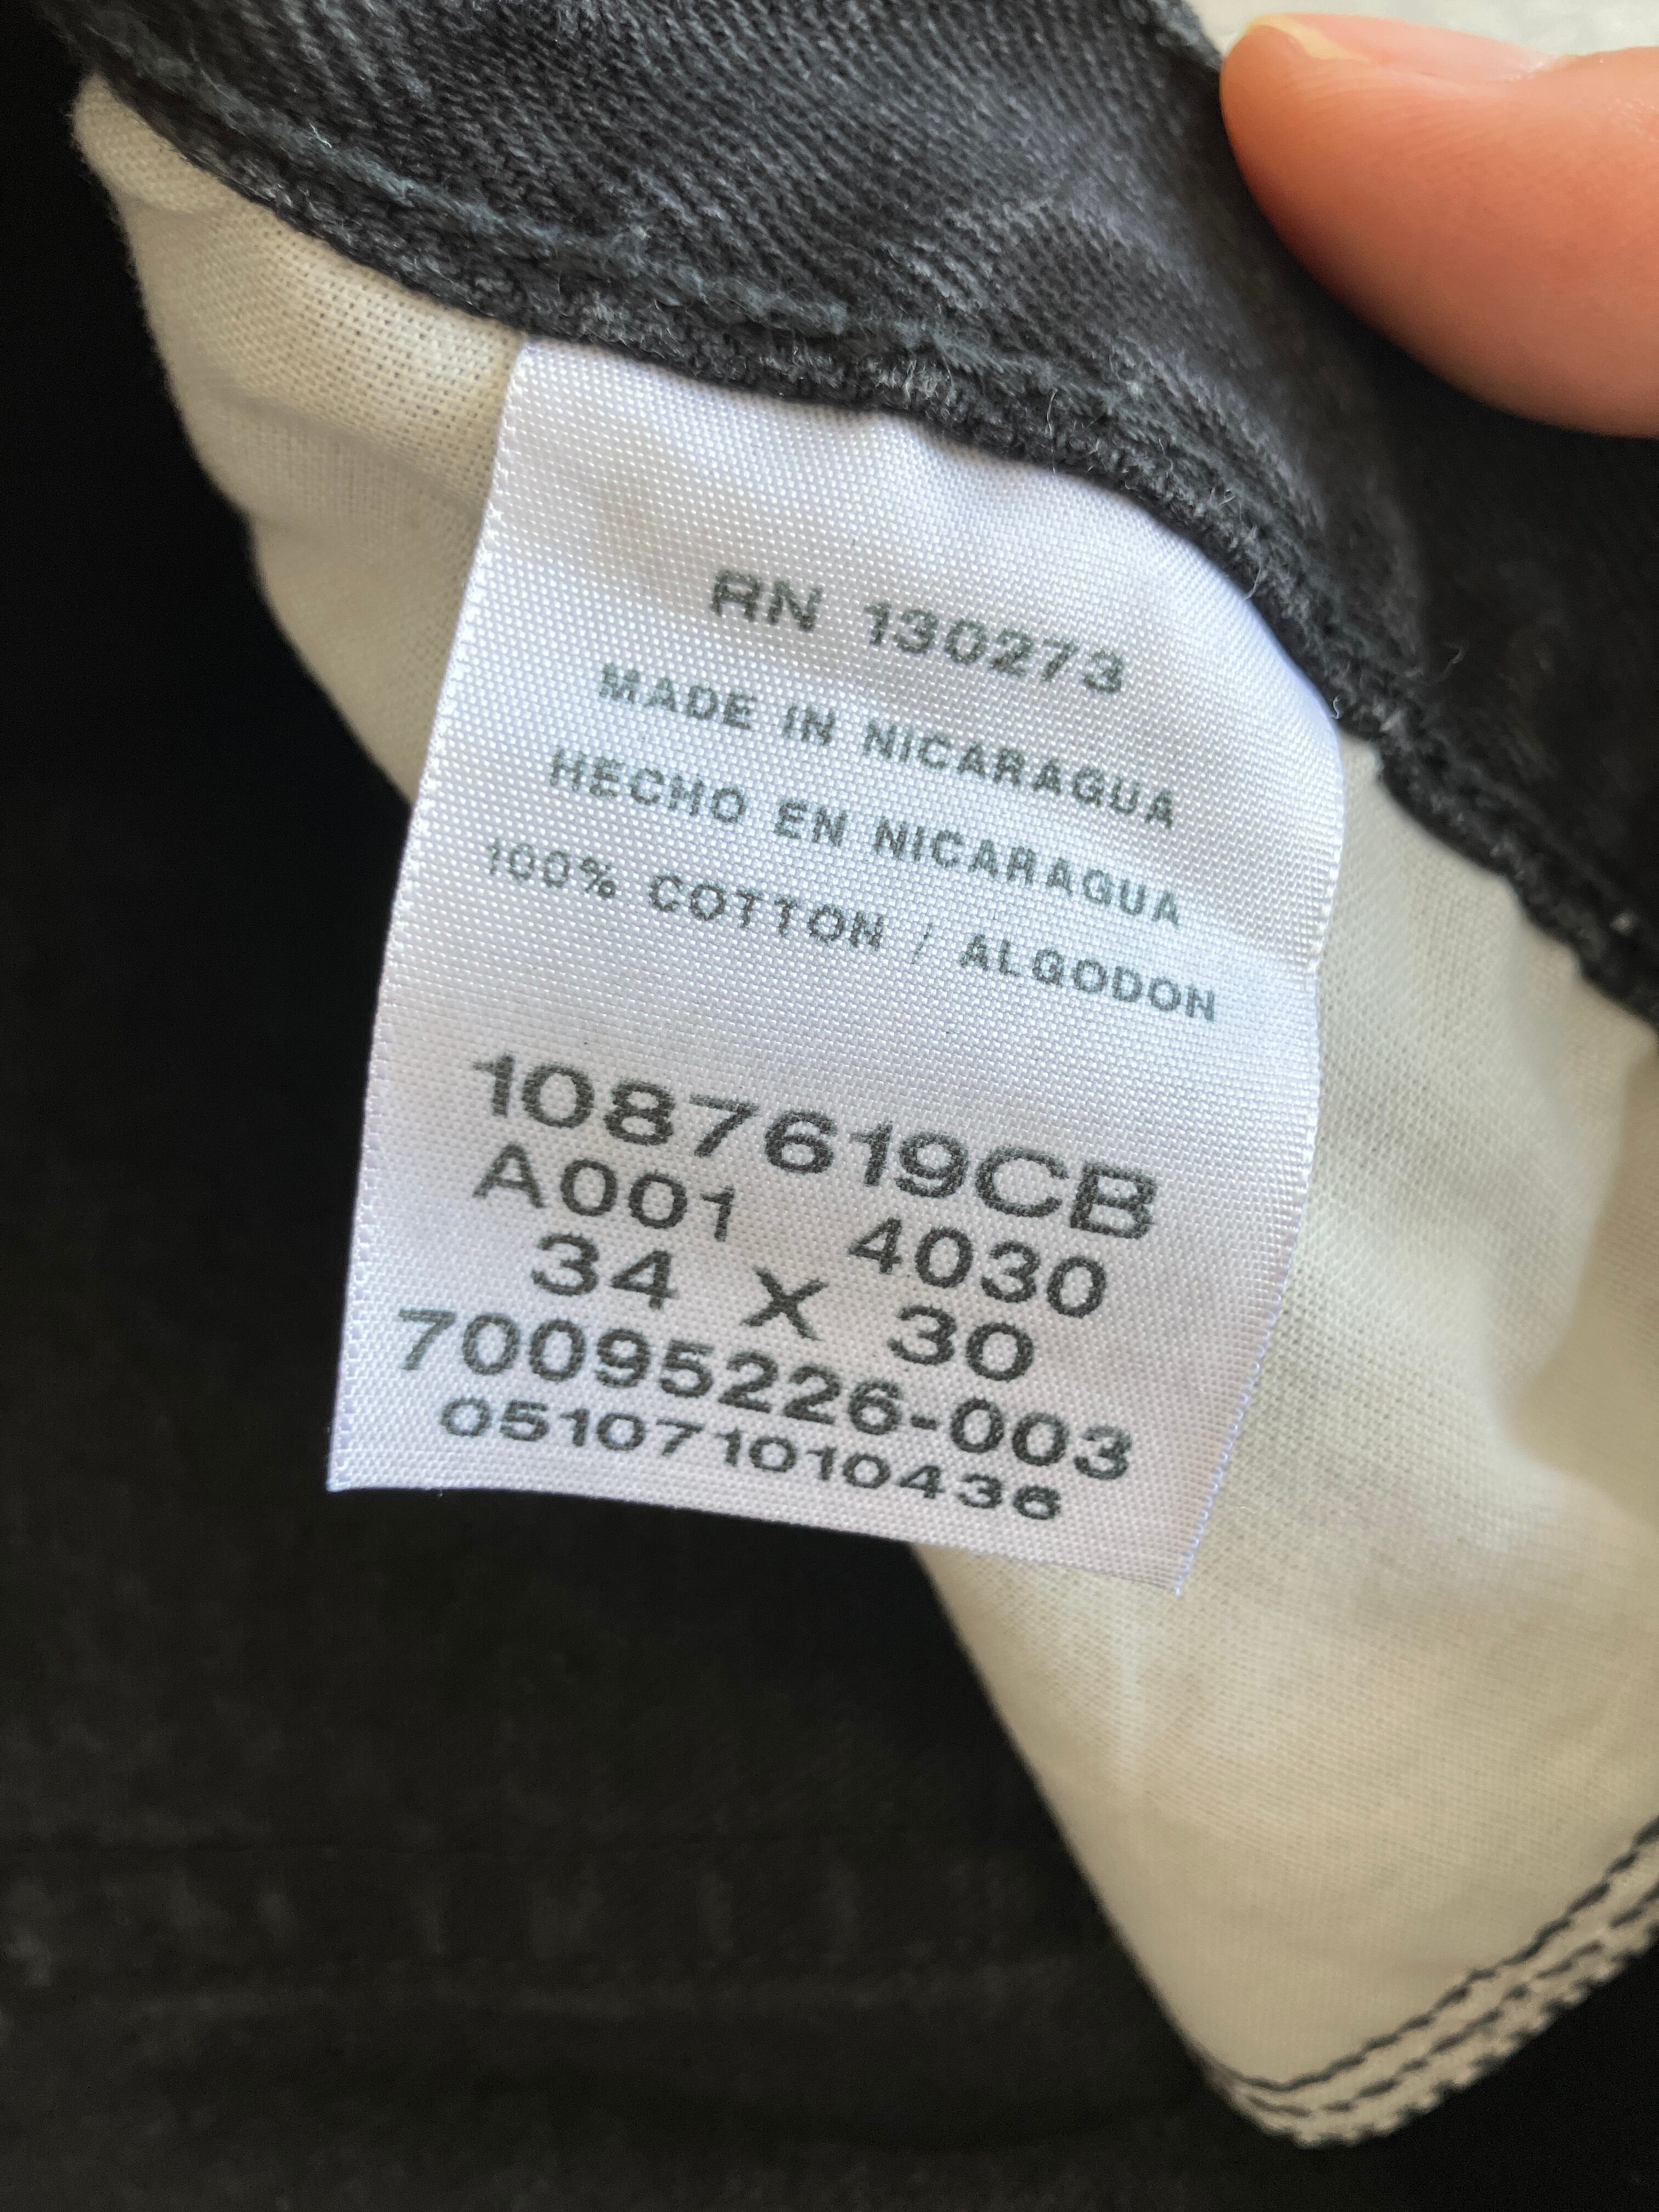 RN 130273
MADE IN NICARAGUA
HECHO EN NICARAGUA
100% COTTON / ALGODON
1087619CB
A001 4030
34 X 30
70095226-003
051071010436